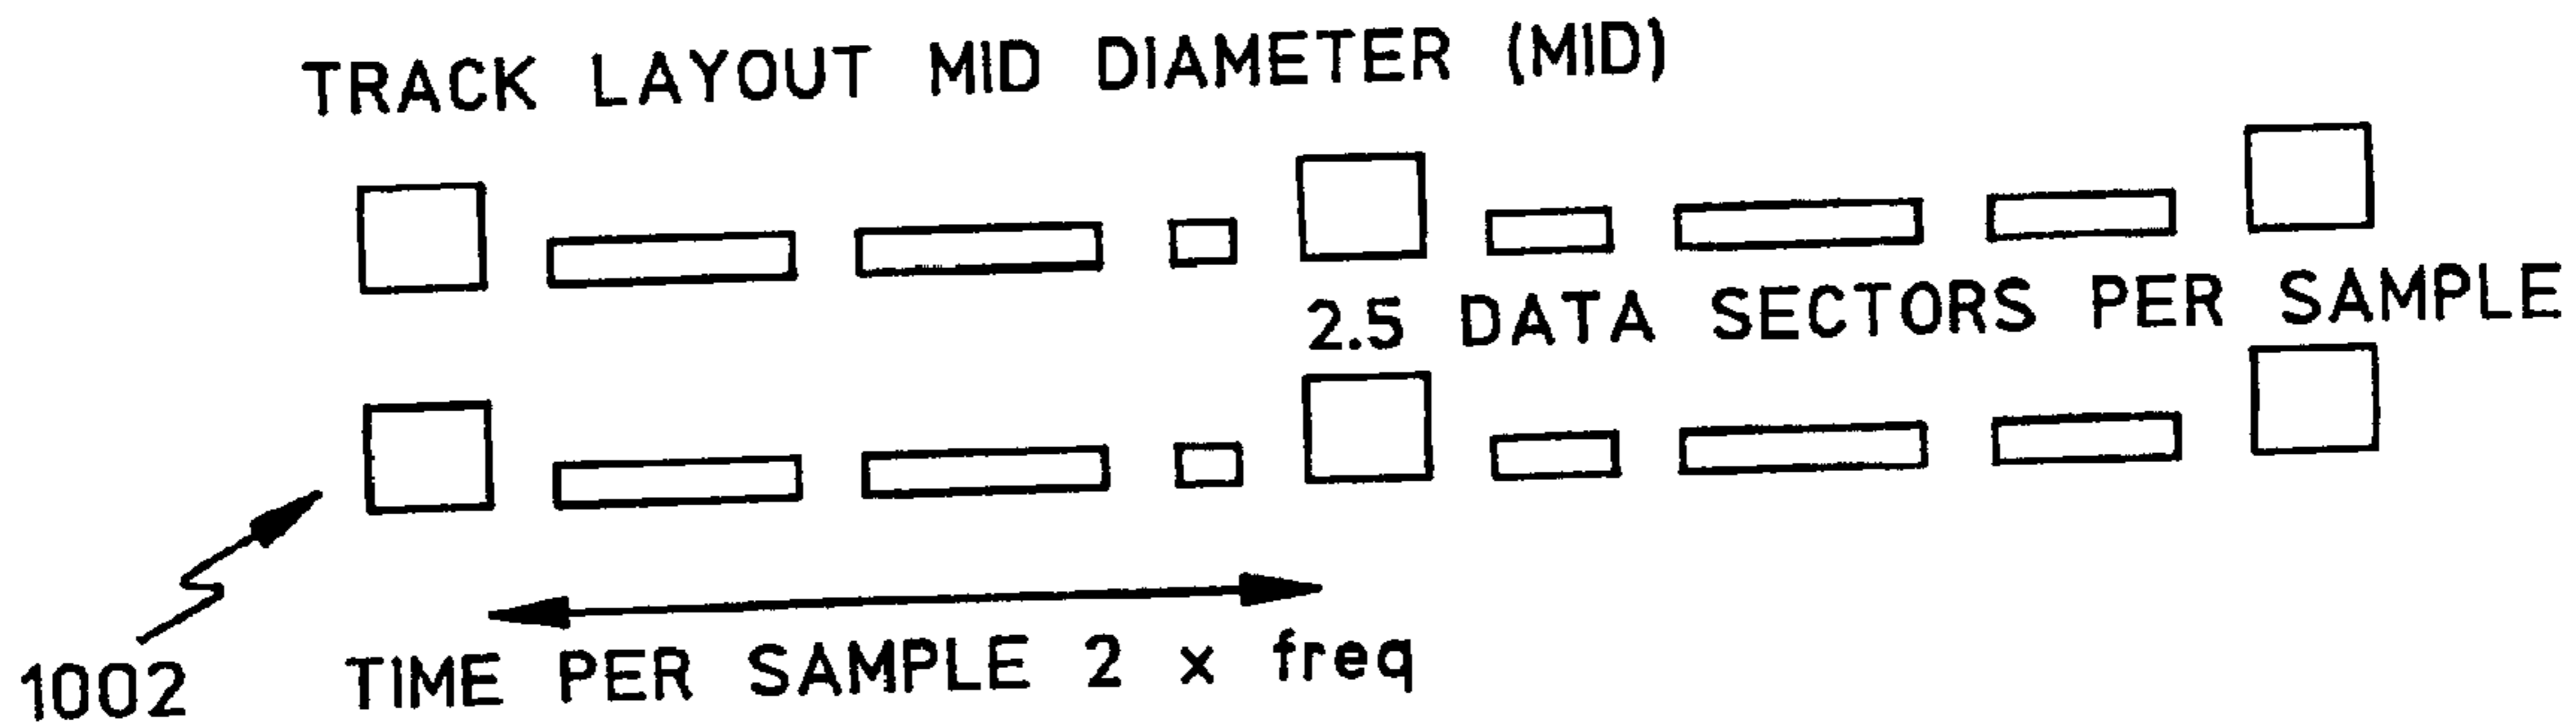 TRACK LAYOUT MID DIAMETER (MID)
2.5 DATA SECTORS PER SAMPLE
1002
TIME PER SAMPLE 2 x freq